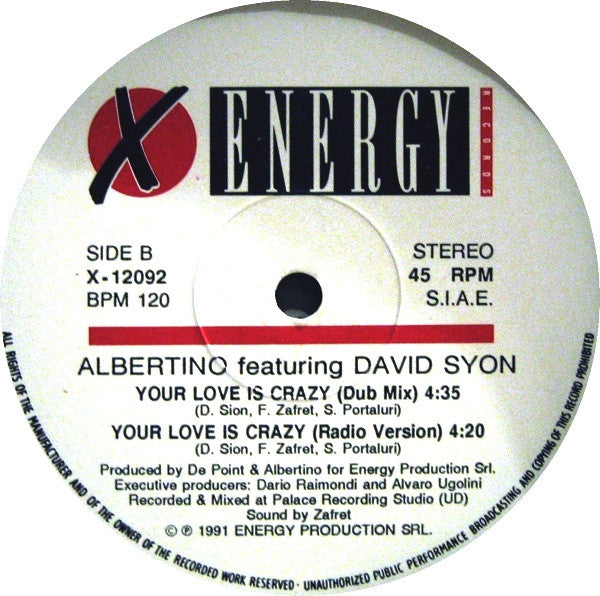 X ENERGY
RECORDS
SIDE B
X-12092
BPM 120
STEREO
45 RPM
S.I.A.E.
ALBERTINO featuring DAVID SYON
YOUR LOVE IS CRAZY (Dub Mix) 4:35
(D. Sion, F. Zafret, S. Portaluri)
YOUR LOVE IS CRAZY (Radio Version) 4:20
(D. Sion, F. Zafret, S. Portaluri)
Produced by De Point & Albertino for Energy Production Srl.
Executive producers: Dario Raimondi and Alvaro Ugolini
Recorded & Mixed at Palace Recording Studio (UD)
Sound by Zafret
© ℗ 1991 ENERGY PRODUCTION SRL.
ALL RIGHTS OF THE MANUFACTURER AND OF THE OWNER OF THE RECORDED WORK RESERVED - UNAUTHORIZED PUBLIC PERFORMANCE BROADCASTING AND COPYING OF THIS RECORD PROHIBITED